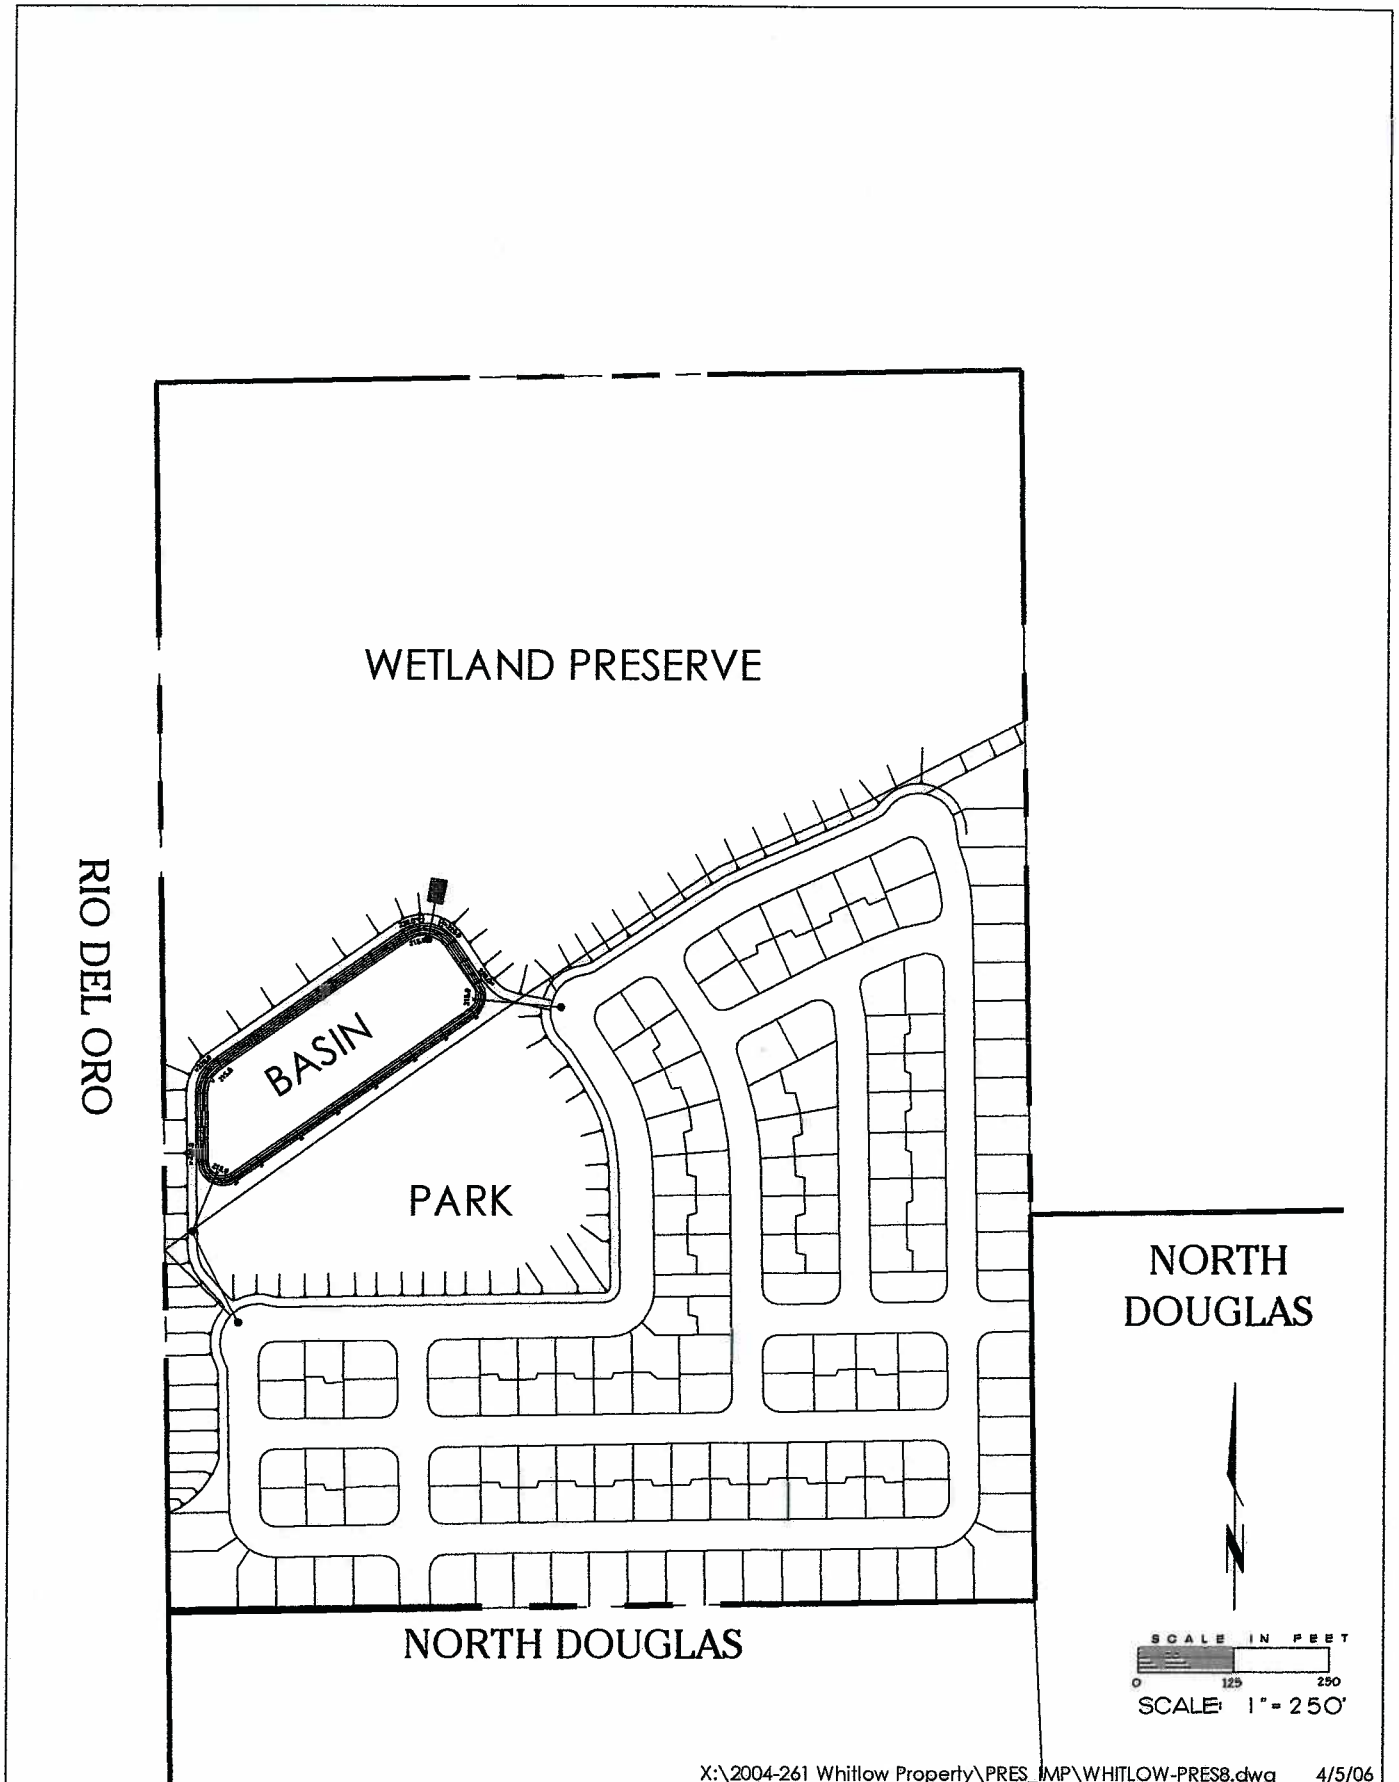 WETLAND PRESERVE
RIO DEL ORO
BASIN
PARK
NORTH
DOUGLAS
N
NORTH DOUGLAS
SCALE IN FEET
0 125 250
SCALE: 1"=250'
X:\2004-261 Whitlow Property\PRES_IMP\WHITLOW-PRES8.dwg 4/5/06